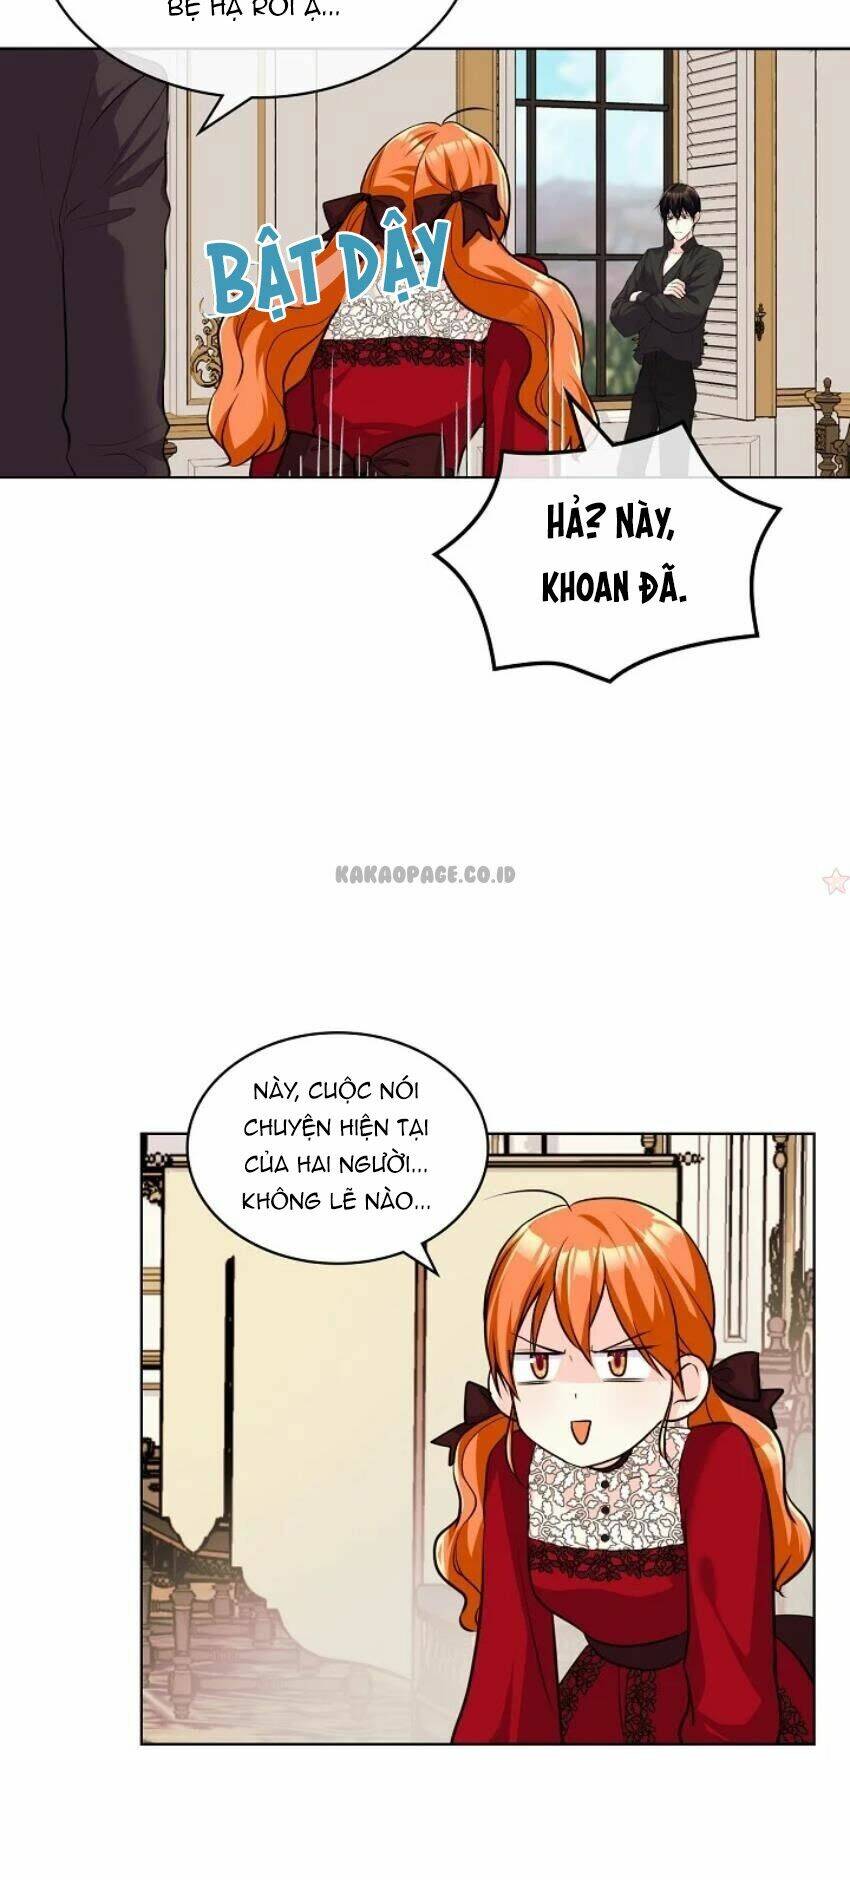 BỆ HẠ RỒI Ạ...
BẬT DẬY
HẢ? NÀY,
KHOAN ĐÃ.
KAKAOPAGE.CO.ID
NÀY, CUỘC NÓI
CHUYỆN HIỆN TẠI
CỦA HAI NGƯỜI...
KHÔNG LẼ NÀO...